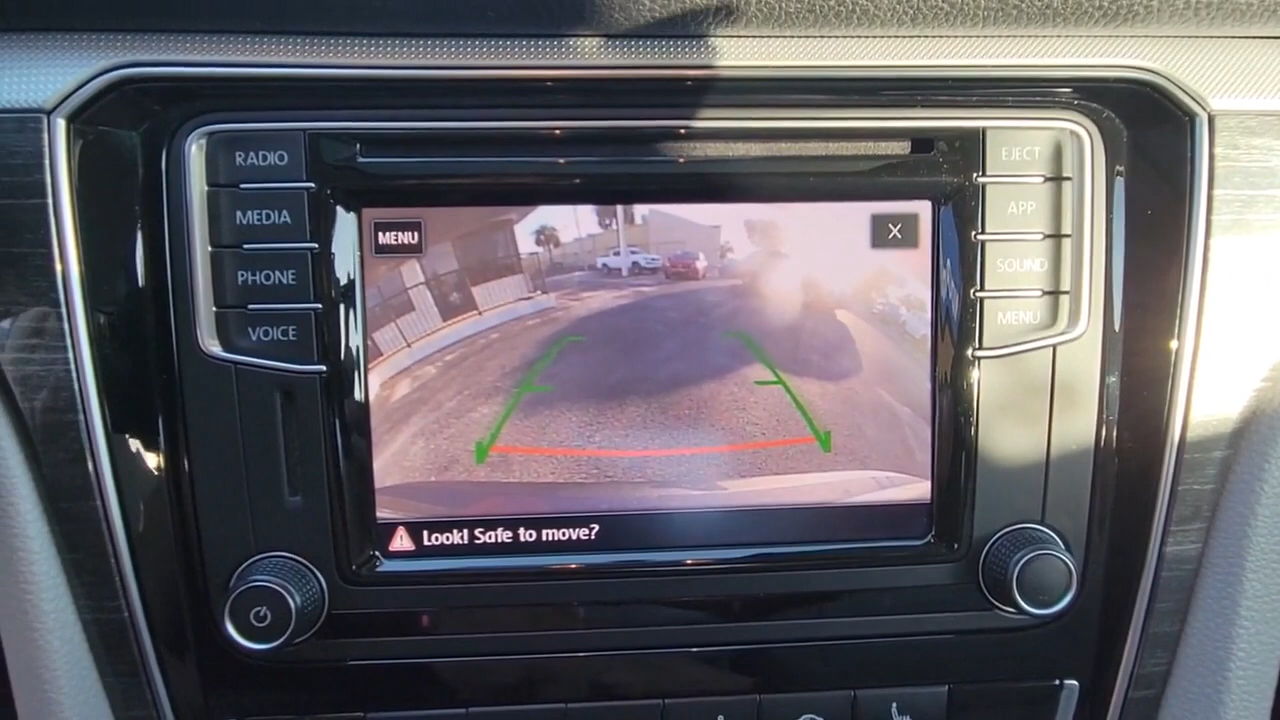 RADIO
MEDIA
PHONE
VOICE
MENU
X
Look! Safe to move?
EJECT
APP
SOUND
MENU